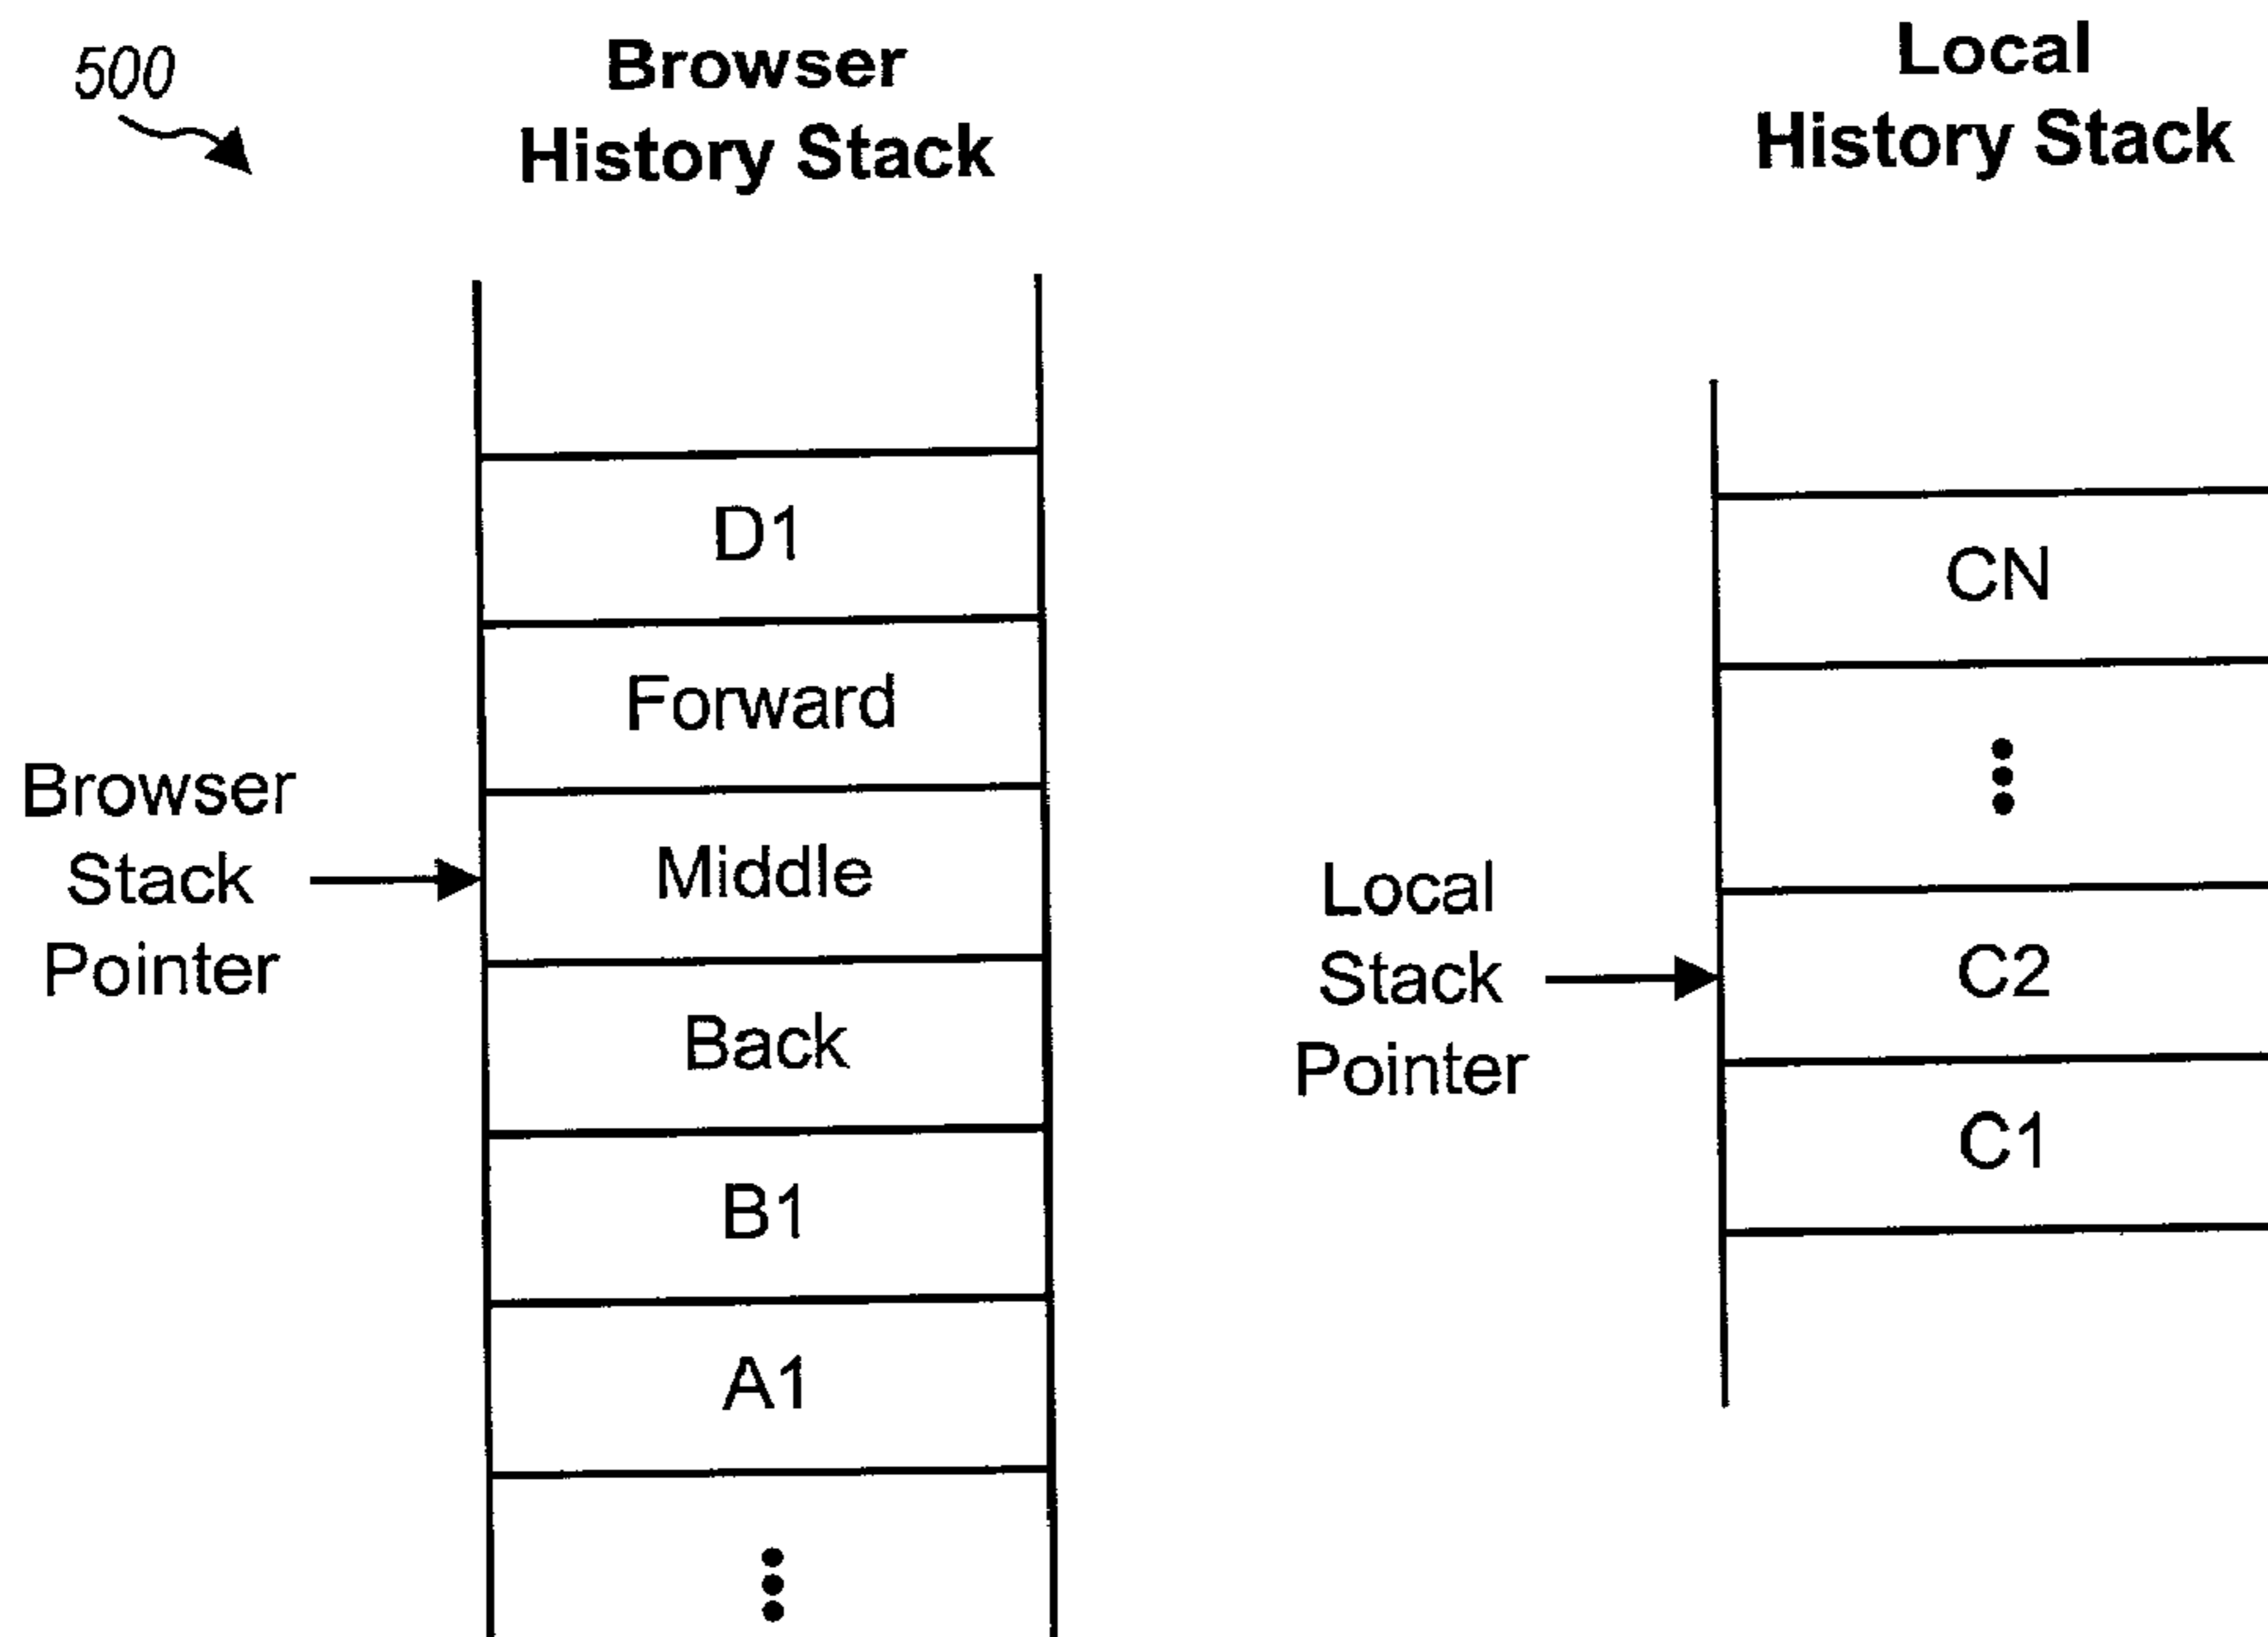 500
Browser
History Stack
D1
Forward
Middle
Back
B1
A1
Browser
Stack
Pointer
Local
History Stack
CN
C2
C1
Local
Stack
Pointer